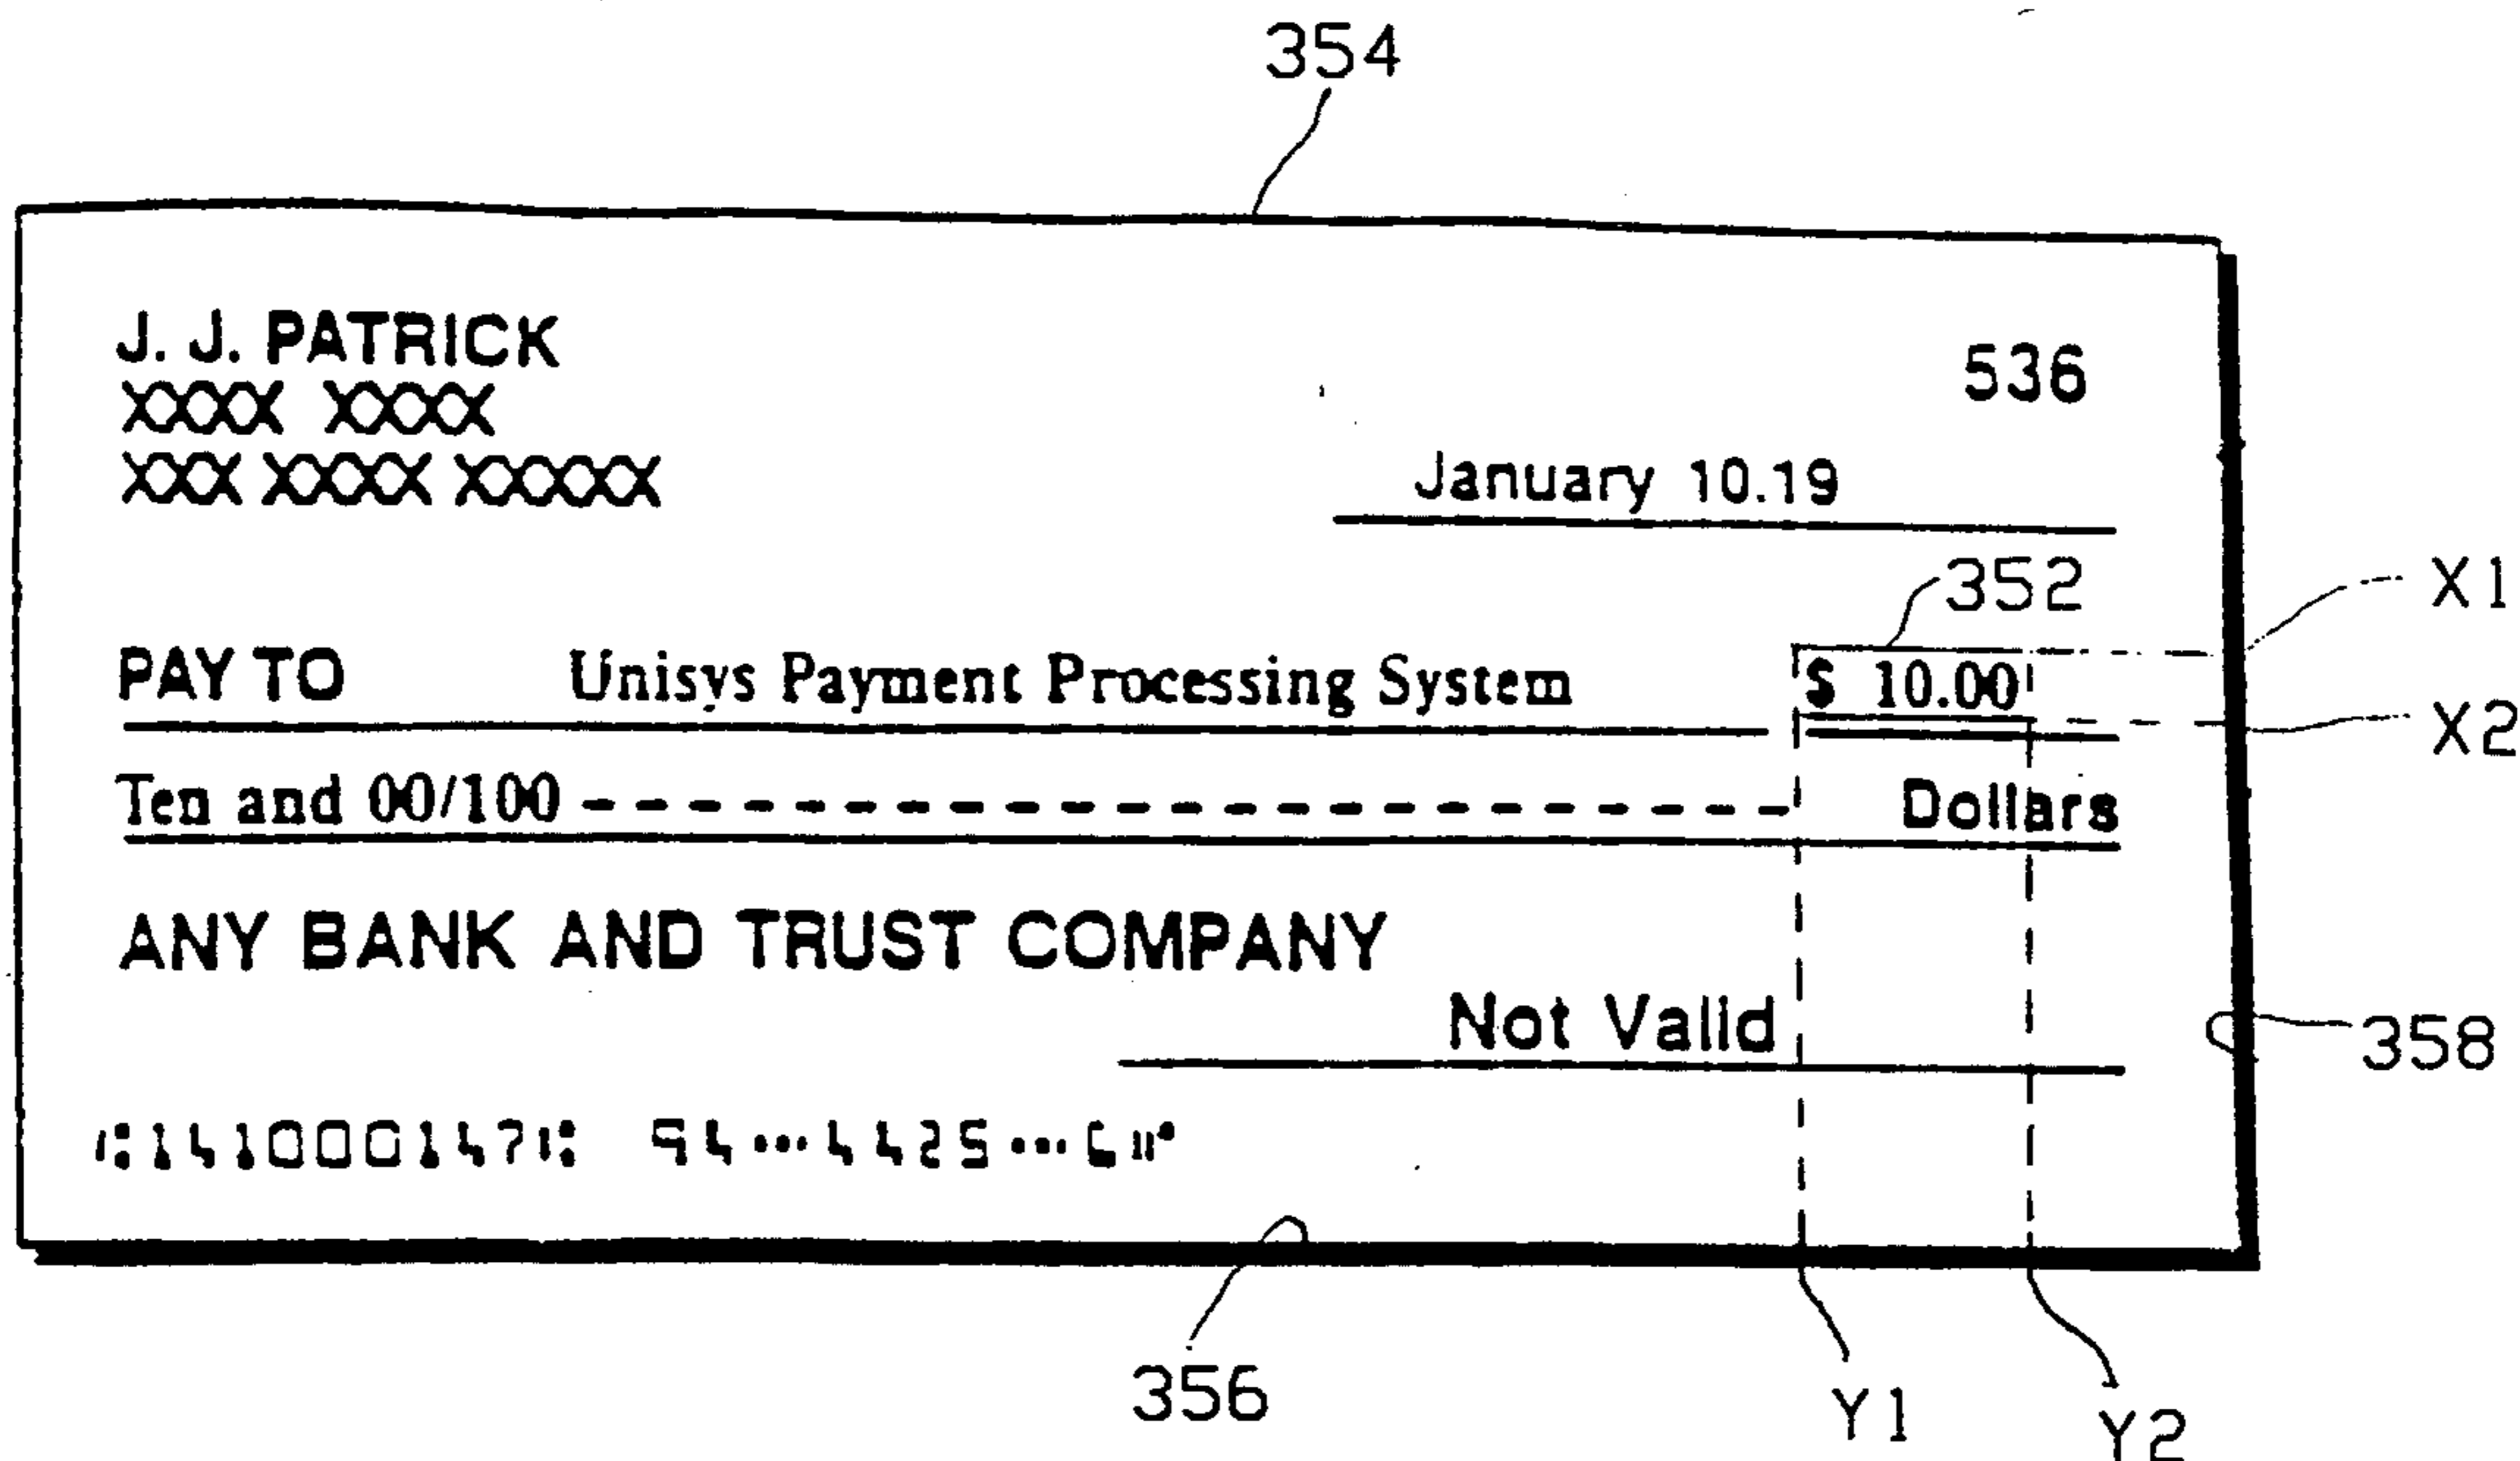 354
J. J. PATRICK
XXXX XXXX
536
XXX XXXX XXXXX
January 10.19
352
X1
PAY TO Unisys Payment Processing System $ 10.00
X2
Ten and 00/100 - - - - - - - - - - - - - - - - - - - - - - - Dollars
ANY BANK AND TRUST COMPANY
Not Valid
358
356
Y1
Y2